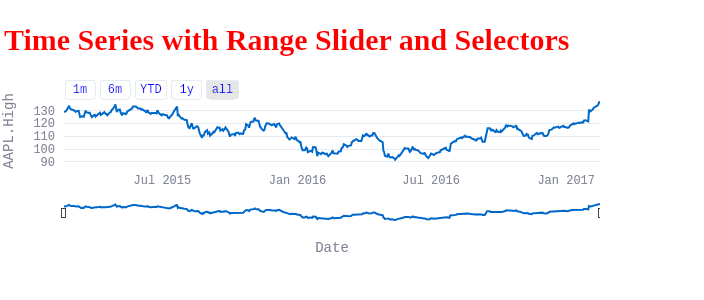 Time Series with Range Slider and Selectors
1m 6m YTD 1y all
AAPL.High
130
120
110
100
90
Jul 2015 Jan 2016 Jul 2016 Jan 2017
Date